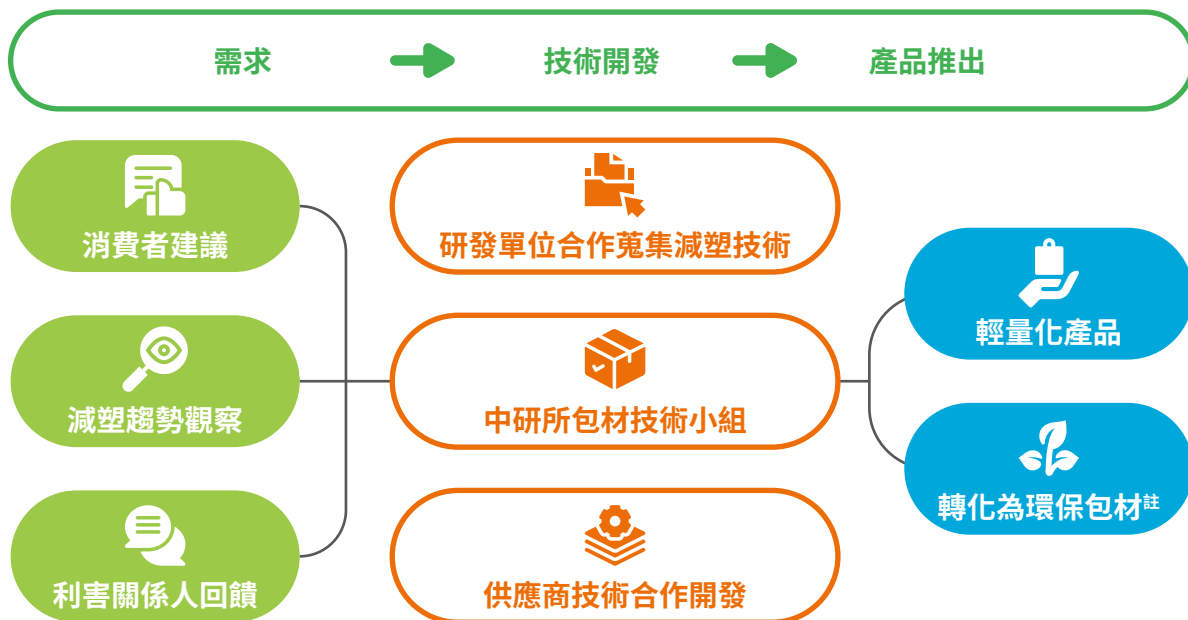 需求
技術開發
產品推出
消費者建議
減塑趨勢觀察
利害關係人回饋
研發單位合作蒐集減塑技術
中研所包材技術小組
供應商技術合作開發
輕量化產品
轉化為環保包材註